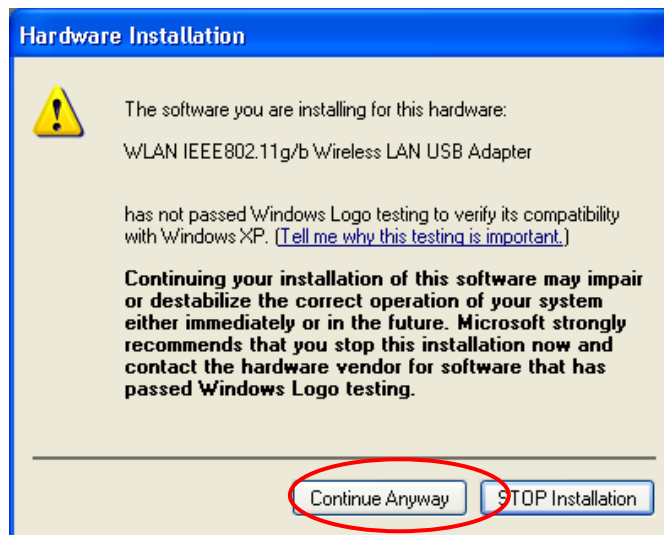 Hardware Installation
The software you are installing for this hardware:
WLAN IEEE802.11g/b Wireless LAN USB Adapter
has not passed Windows Logo testing to verify its compatibility
with Windows XP. (Tell me why this testing is important.)
Continuing your installation of this software may impair
or destabilize the correct operation of your system
either immediately or in the future. Microsoft strongly
recommends that you stop this installation now and
contact the hardware vendor for software that has
passed Windows Logo testing.
Continue Anyway STOP Installation